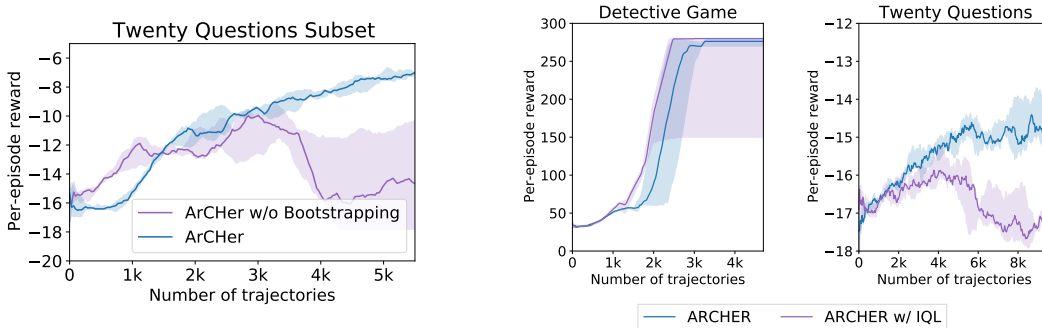 Twenty Questions Subset
Per-episode reward
−6
−8
−10
−12
−14
−16
−18
−20
0 1k 2k 3k 4k 5k
Number of trajectories
ArCHer w/o Bootstrapping
ArCHer
Detective Game
Per-episode reward
300
250
200
150
100
50
0
0 2k 4k
Number of trajectories
Twenty Questions
Per-episode reward
−12
−13
−14
−15
−16
−17
−18
0 2k 4k 6k 8k
Number of trajectories
ARCHER ARCHER w/ IQL